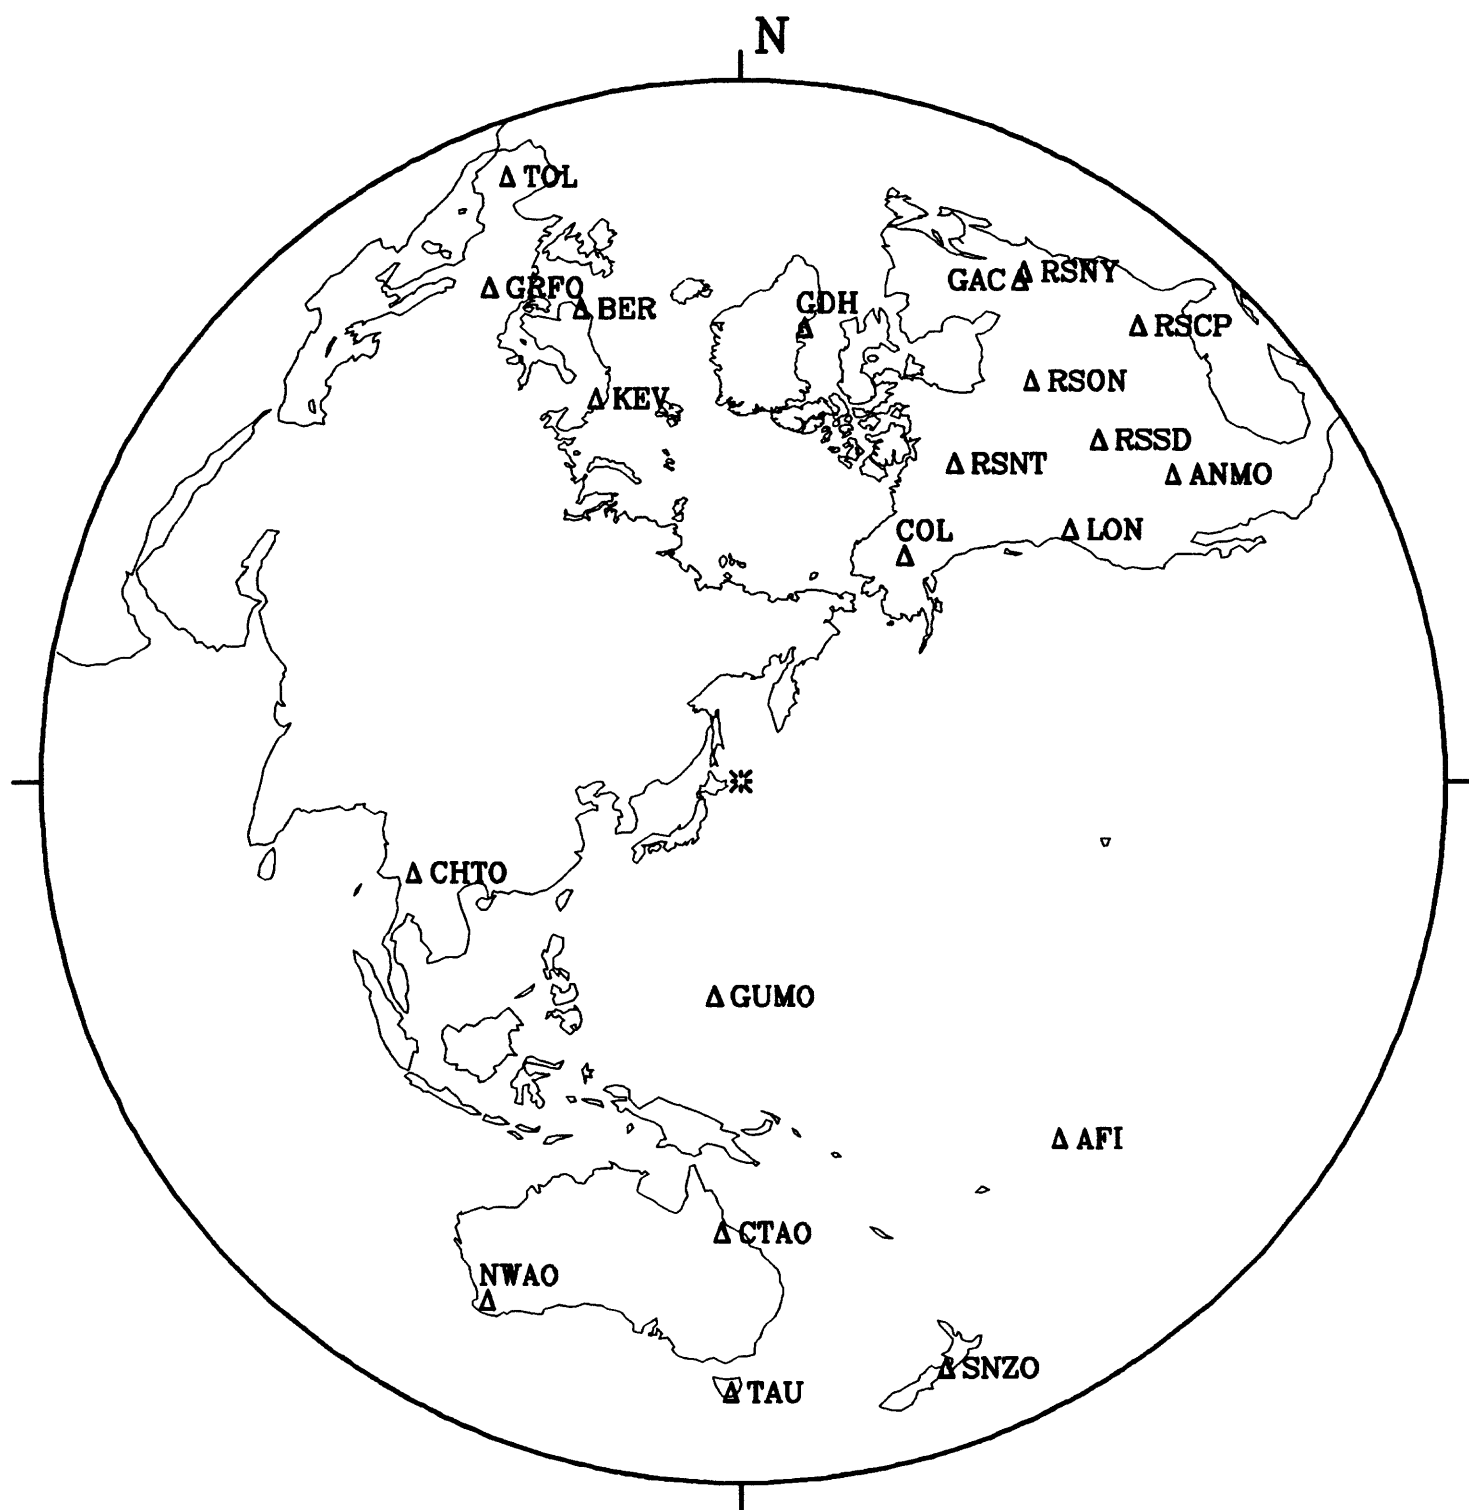 N
TOL
GRFO
BER
GDH
GAC
RSNY
RSCP
KEV
RSON
RSSD
RSNT
ANMO
COL
LON
CHTO
GUMO
AFI
CTAO
NWAO
SNZO
TAU